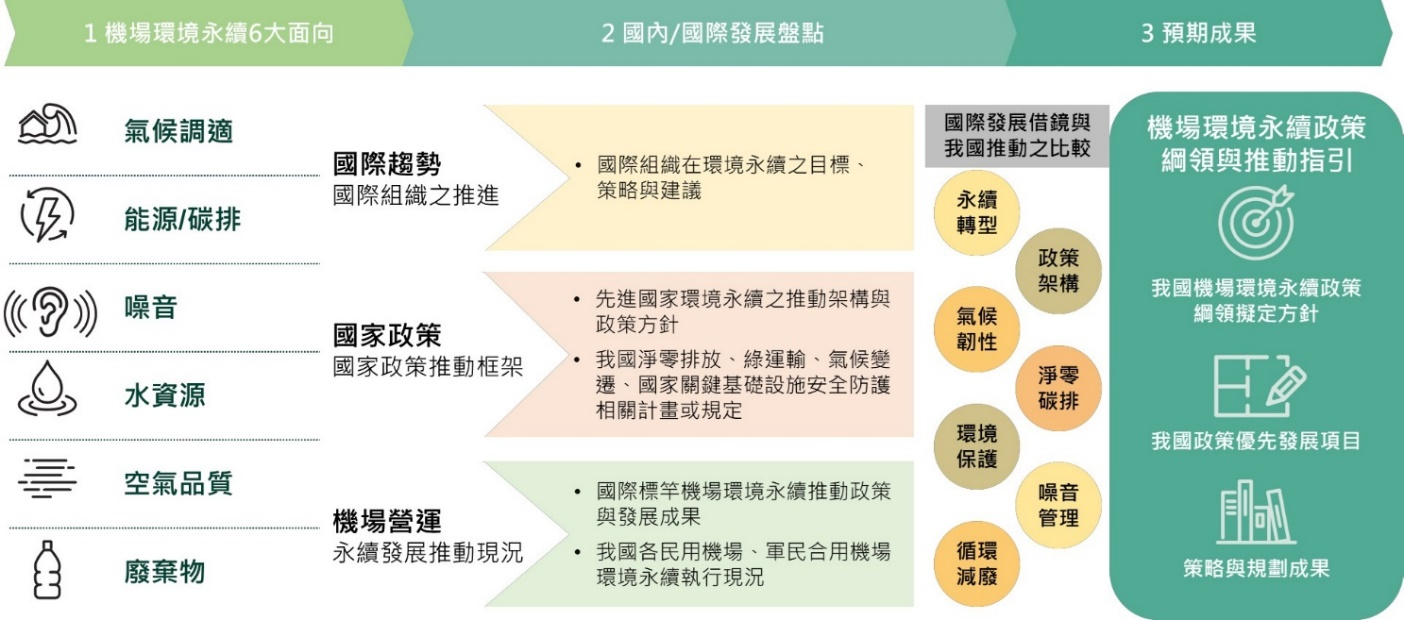 1 機場環境永續6大面向
2 國內/國際發展盤點
3 預期成果
氣候調適
能源/碳排
噪音
水資源
空氣品質
廢棄物
國際趨勢
國際組織之推進
• 國際組織在環境永續之目標、
策略與建議
國家政策
國家政策推動框架
• 先進國家環境永續之推動架構與
政策方針
• 我國淨零排放、綠運輸、氣候變
遷、國家關鍵基礎設施安全防護
相關計畫或規定
機場營運
永續發展推動現況
• 國際標竿機場環境永續推動政策
與發展成果
• 我國各民用機場、軍民合用機場
環境永續執行現況
國際發展借鏡與
我國推動之比較
永續
轉型
政策
架構
氣候
韌性
淨零
碳排
環境
保護
噪音
管理
循環
減廢
機場環境永續政策
綱領與推動指引
我國機場環境永續政策
綱領擬定方針
我國政策優先發展項目
策略與規劃成果